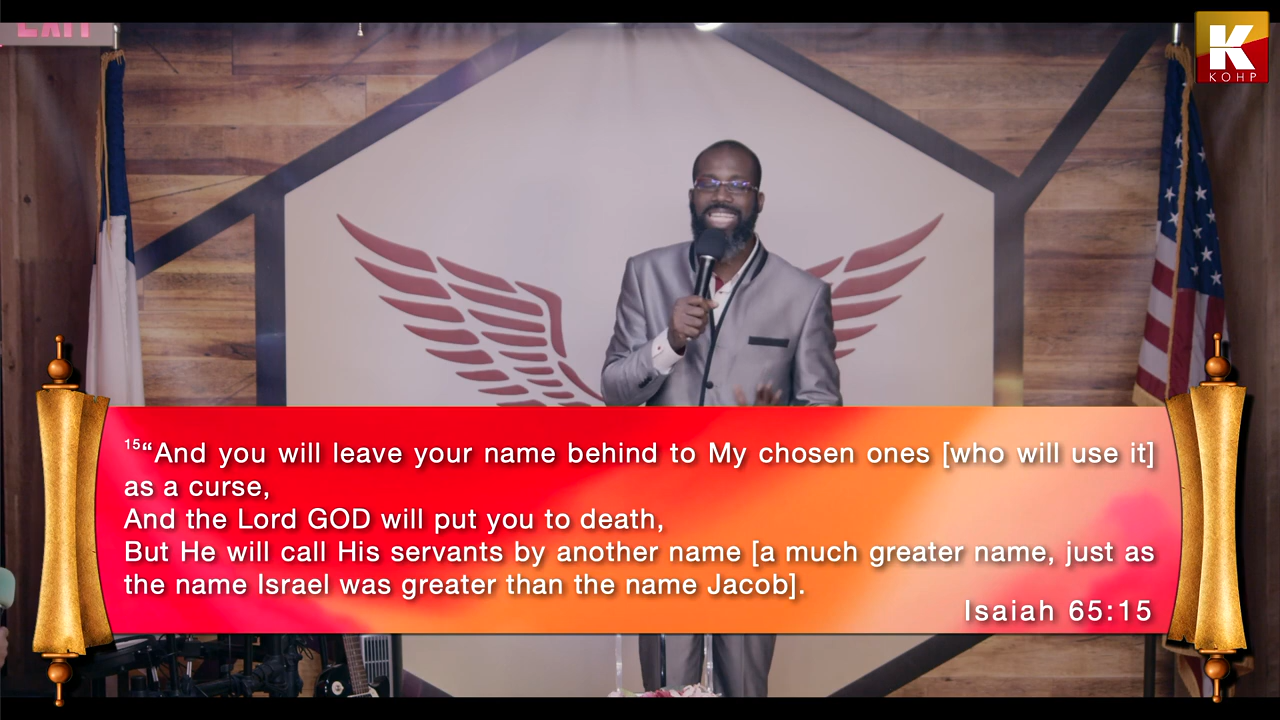 EXIT
K
KOHP
15“And you will leave your name behind to My chosen ones [who will use it]
as a curse,
And the Lord GOD will put you to death,
But He will call His servants by another name [a much greater name, just as
the name Israel was greater than the name Jacob].
Isaiah 65:15